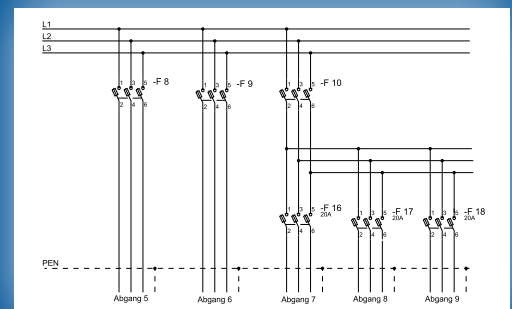 L1
L2
L3
1 3 5 -F 8
2 4 6
1 3 5 -F 9
2 4 6
1 3 5 -F 10
2 4 6
1 3 5 -F 16
20A
2 4 6
1 3 5 -F 17
20A
2 4 6
1 3 5 -F 18
20A
2 4 6
PEN
Abgang 5 Abgang 6 Abgang 7 Abgang 8 Abgang 9